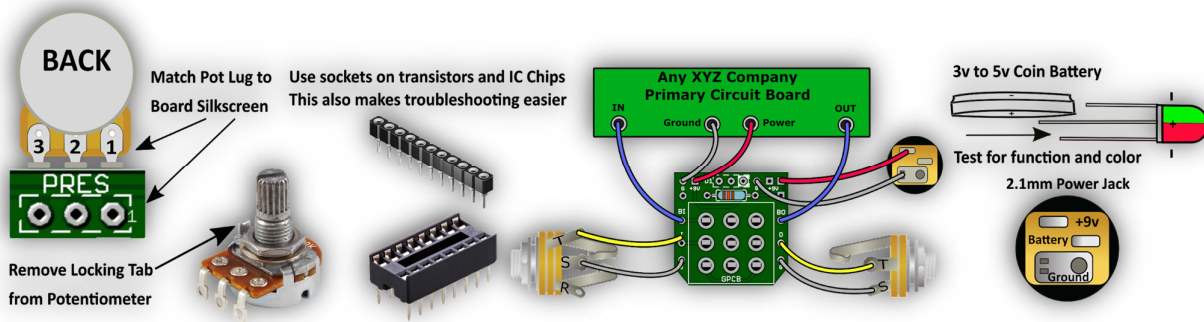 BACK
3 2 1
Match Pot Lug to
Board Silkscreen
PRES
1
Remove Locking Tab
from Potentiometer
Use sockets on transistors and IC Chips
This also makes troubleshooting easier
Any XYZ Company
Primary Circuit Board
IN
OUT
Ground
Power
G +9V
BI
BO
GPCB
T
S
R
T
S
3v to 5v Coin Battery
-
+
-
+
Test for function and color
2.1mm Power Jack
+9v
Battery
Ground